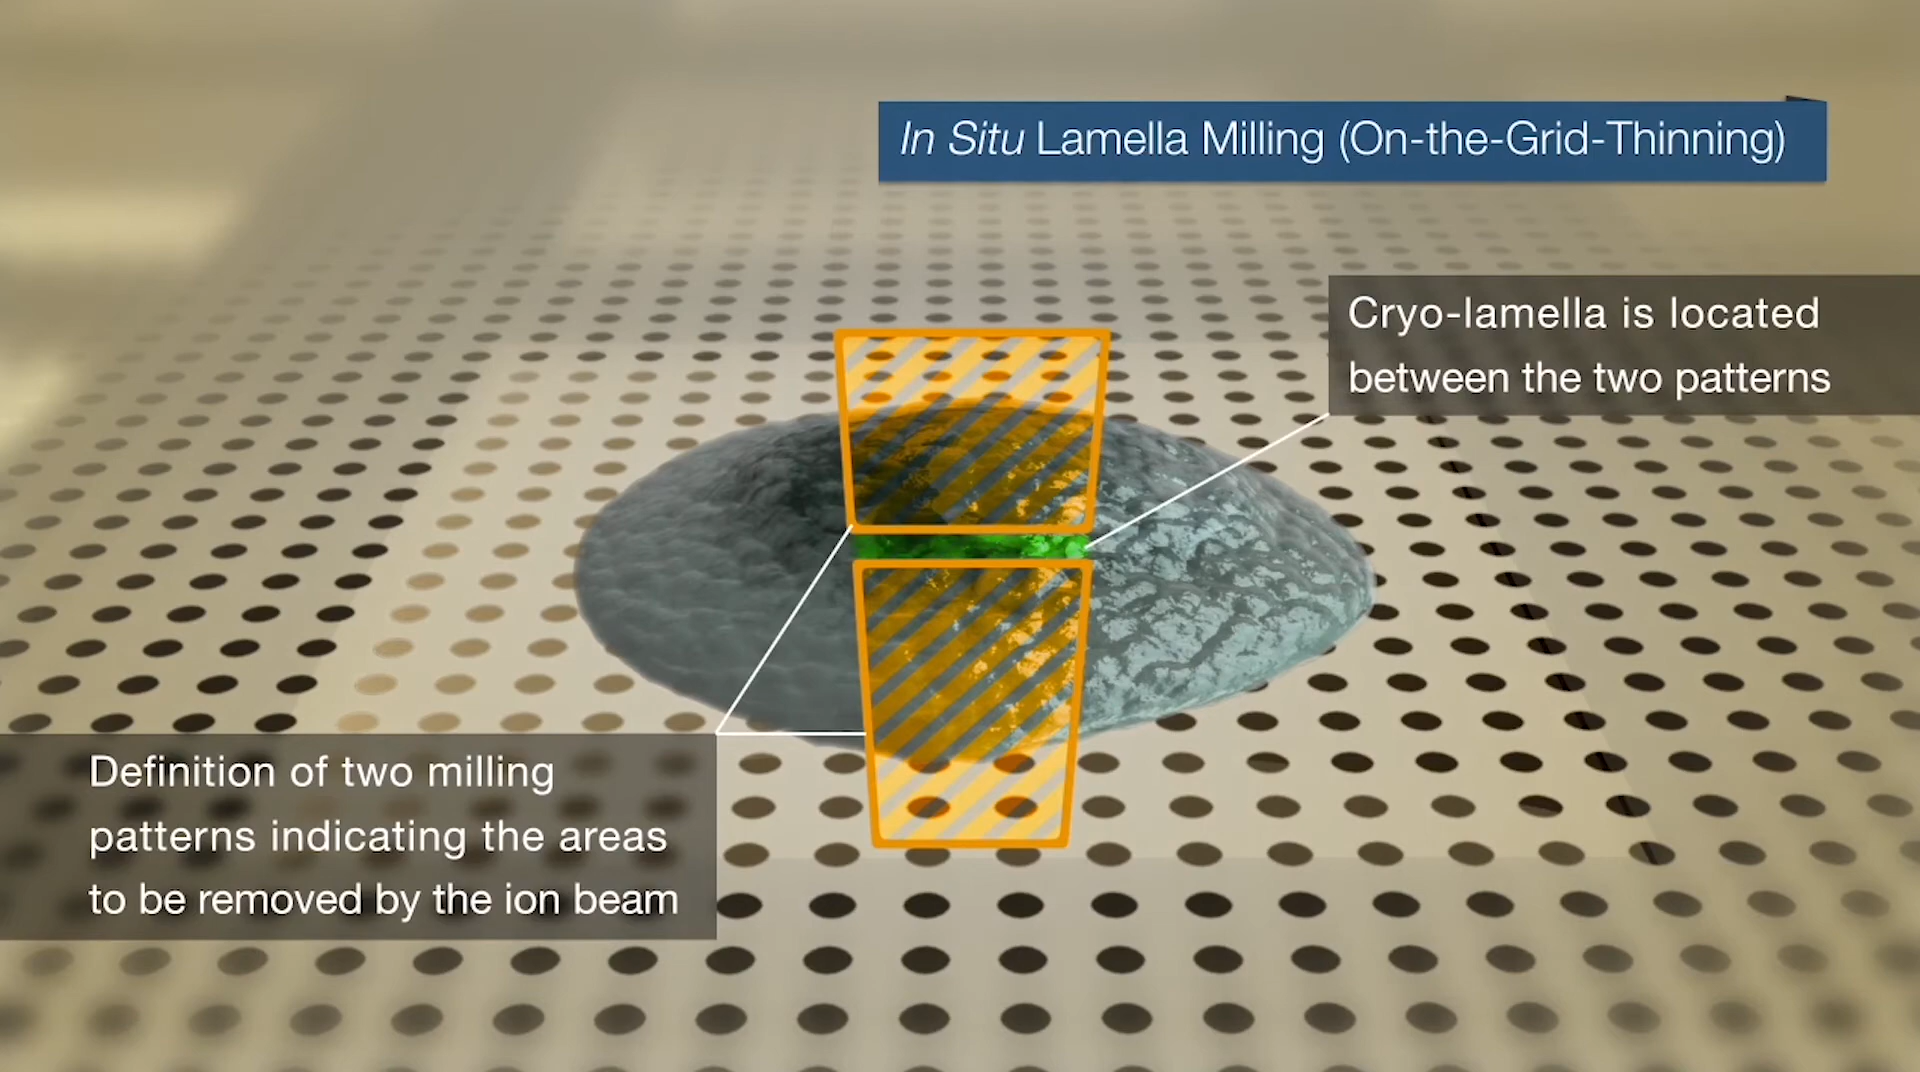 In Situ Lamella Milling (On-the-Grid-Thinning)
Cryo-lamella is located
between the two patterns
Definition of two milling
patterns indicating the areas
to be removed by the ion beam